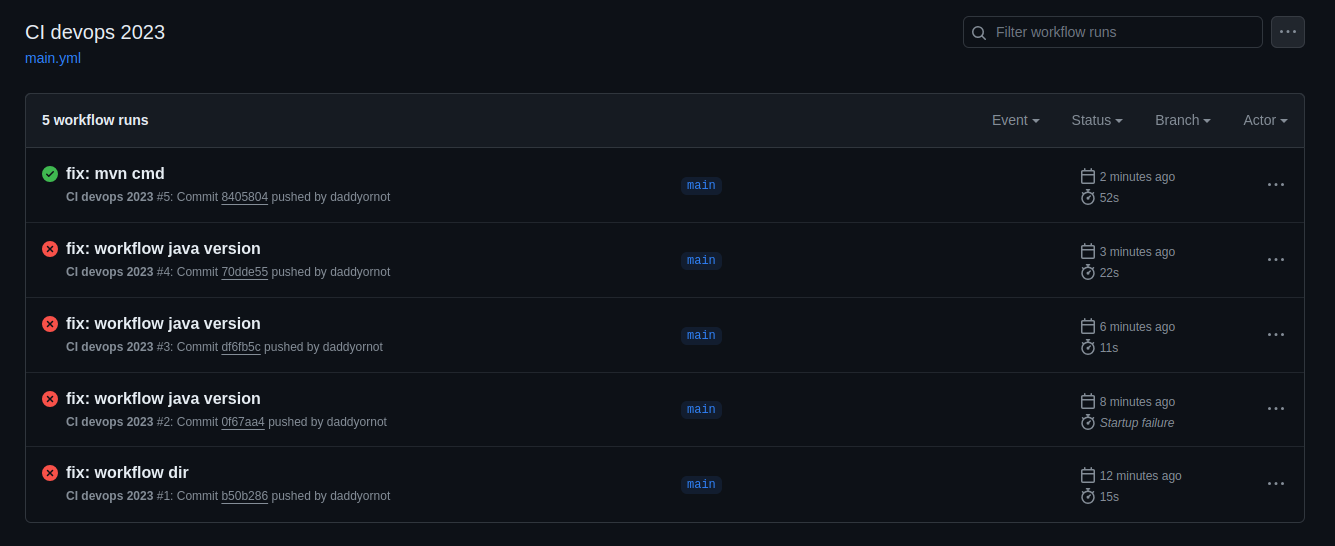 CI devops 2023
main.yml
Filter workflow runs
5 workflow runs
Event
Status
Branch
Actor
fix: mvn cmd
CI devops 2023 #5: Commit 8405804 pushed by daddyornot
main
2 minutes ago
52s
fix: workflow java version
CI devops 2023 #4: Commit 70dde55 pushed by daddyornot
main
3 minutes ago
22s
fix: workflow java version
CI devops 2023 #3: Commit df6fb5c pushed by daddyornot
main
6 minutes ago
11s
fix: workflow java version
CI devops 2023 #2: Commit 0f67aa4 pushed by daddyornot
main
8 minutes ago
Startup failure
fix: workflow dir
CI devops 2023 #1: Commit b50b286 pushed by daddyornot
main
12 minutes ago
15s